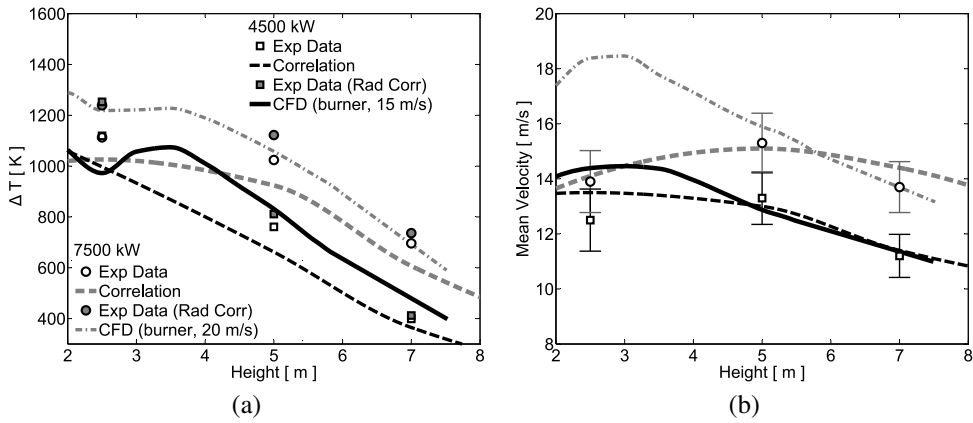 1600
1400
1200
1000
800
600
400
Δ T [ K ]
4500 kW
Exp Data
Correlation
Exp Data (Rad Corr)
CFD (burner, 15 m/s)
7500 kW
Exp Data
Correlation
Exp Data (Rad Corr)
CFD (burner, 20 m/s)
2 3 4 5 6 7 8
Height [ m ]
(a)
20
18
16
14
12
10
8
Mean Velocity [ m/s ]
2 3 4 5 6 7 8
Height [ m ]
(b)